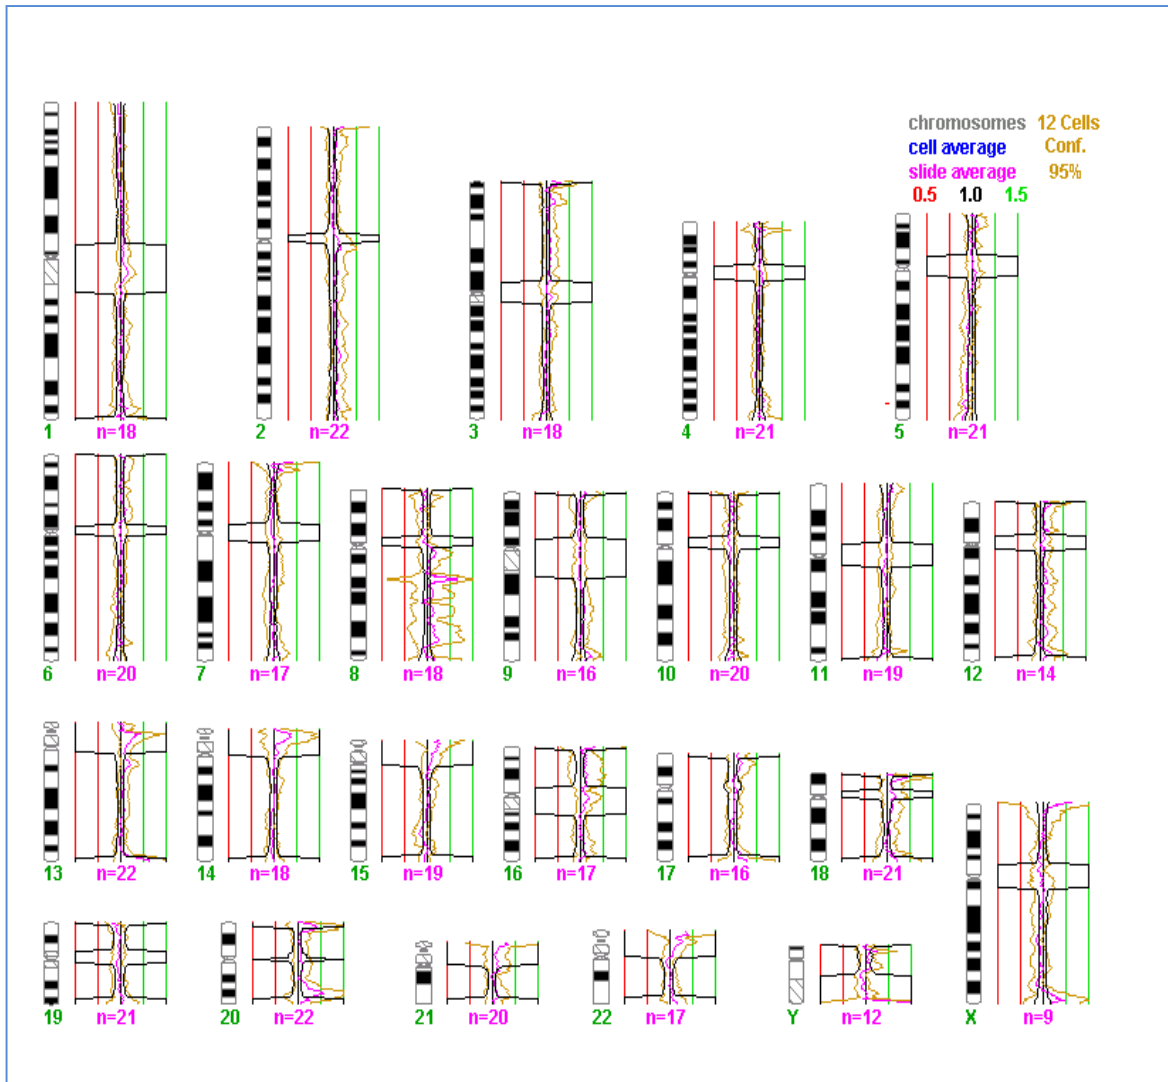 chromosomes 12 Cells
cell average Conf.
slide average 95%
0.5 1.0 1.5
1 n=18
2 n=22
3 n=18
4 n=21
5 n=21
6 n=20
7 n=17
8 n=18
9 n=16
10 n=20
11 n=19
12 n=14
13 n=22
14 n=18
15 n=19
16 n=17
17 n=16
18 n=21
19 n=21
20 n=22
21 n=20
22 n=17
Y n=12
X n=9